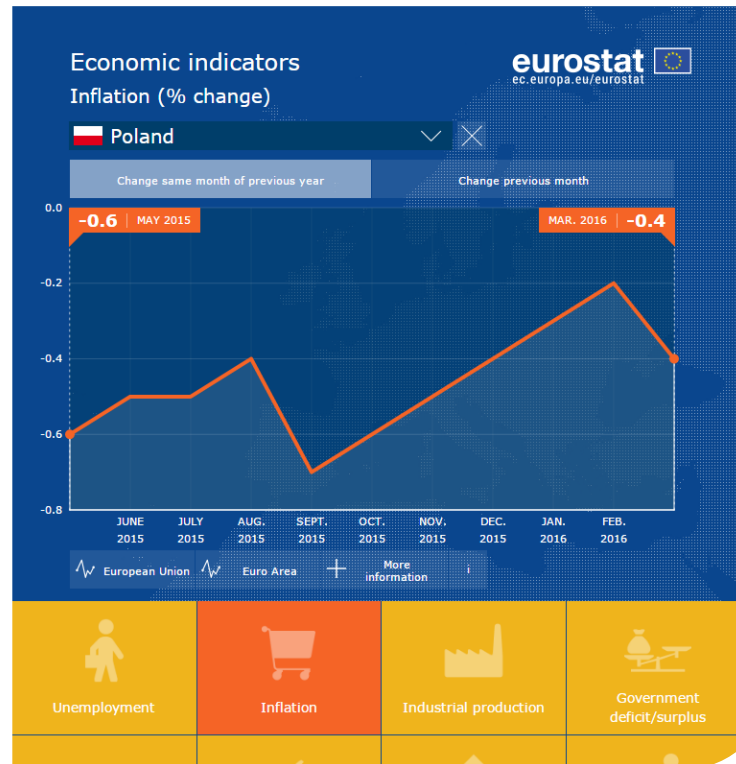 Economic indicators
eurostat
ec.europa.eu/eurostat
Inflation (% change)
Poland
Change same month of previous year
Change previous month
0.0
-0.6 MAY 2015
MAR. 2016 -0.4
-0.2
-0.4
-0.6
-0.8
JUNE JULY AUG. SEPT. OCT. NOV. DEC. JAN. FEB.
2015 2015 2015 2015 2015 2015 2015 2016 2016
European Union
Euro Area
More
information
i
Unemployment
Inflation
Industrial production
Government
deficit/surplus